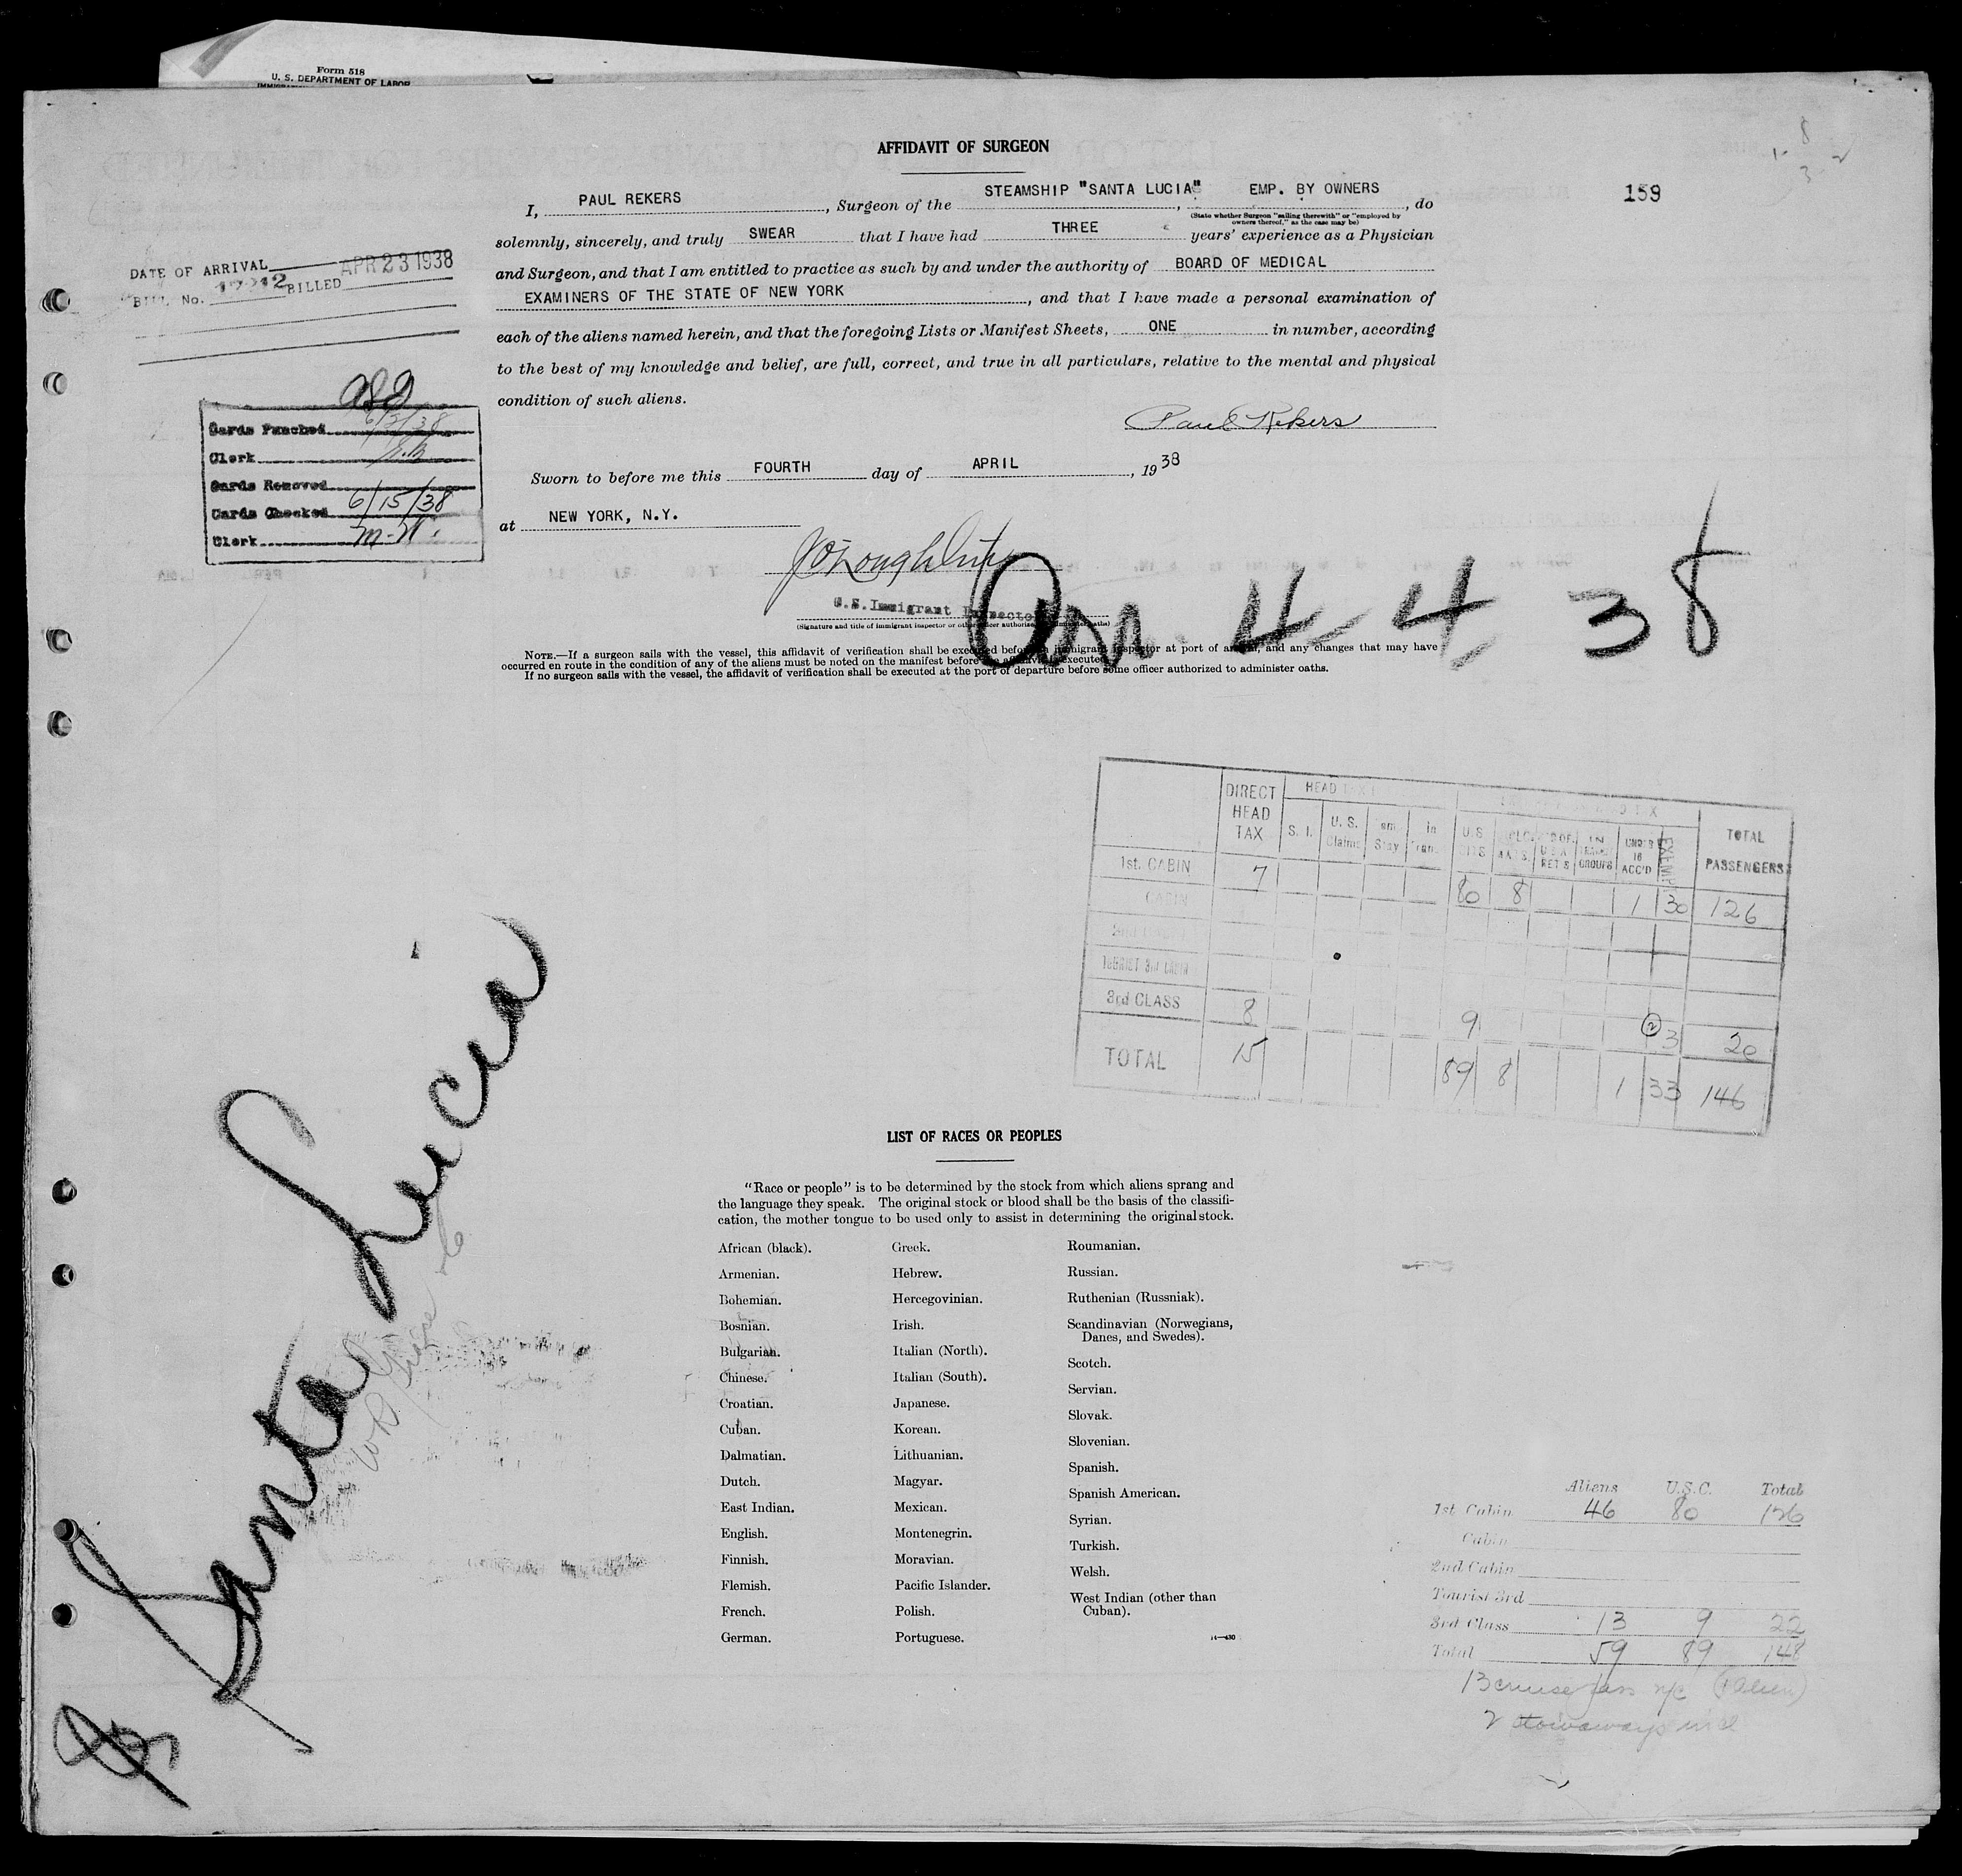 Form 518
U. S. DEPARTMENT OF LABOR
AFFIDAVIT OF SURGEON
159
I, PAUL REKERS, Surgeon of the STEAMSHIP "SANTA LUCIA", EMP. BY OWNERS, do
(State whether Surgeon "sailing therewith" or "employed by
owners thereof," as the case may be)
solemnly, sincerely, and truly SWEAR that I have had THREE years' experience as a Physician
and Surgeon, and that I am entitled to practice as such by and under the authority of BOARD OF MEDICAL
EXAMINERS OF THE STATE OF NEW YORK, and that I have made a personal examination of
each of the aliens named herein, and that the foregoing Lists or Manifest Sheets, ONE in number, according
to the best of my knowledge and belief, are full, correct, and true in all particulars, relative to the mental and physical
condition of such aliens.
Paul Rekers
Sworn to before me this FOURTH day of APRIL, 1938
at NEW YORK, N.Y.
U.S. Immigrant Inspector
(Signature and title of immigrant inspector or other officer authorized to administer oaths)
NOTE.—If a surgeon sails with the vessel, this affidavit of verification shall be executed before an immigrant inspector at port of arrival, and any changes that may have
occurred en route in the condition of any of the aliens must be noted on the manifest before the affidavit is executed.
If no surgeon sails with the vessel, the affidavit of verification shall be executed at the port of departure before some officer authorized to administer oaths.
DATE OF ARRIVAL APR 23 1938
BILL No. BILLED
Cards Punched 6/3/38
Clerk
Cards Removed
Cards Checked 6/15/38
Clerk M.W.
Arr 4-4-38
DIRECT HEAD TAX HEAD TAX TOTAL PASSENGERS
S. I. U. S. Claims U.S. CITS UNDER 16 ACC'D EXEMP
1st. CABIN 7 80 8 1 30 126
CABIN
TOURIST 3rd CABIN
3rd CLASS 8 9 2 3 20
TOTAL 15 89 8 1 33 146
Santa Lucia
LIST OF RACES OR PEOPLES
"Race or people" is to be determined by the stock from which aliens sprang and
the language they speak. The original stock or blood shall be the basis of the classifi-
cation, the mother tongue to be used only to assist in determining the original stock.
African (black).
Armenian.
Bohemian.
Bosnian.
Bulgarian.
Chinese.
Croatian.
Cuban.
Dalmatian.
Dutch.
East Indian.
English.
Finnish.
Flemish.
French.
German.
Greek.
Hebrew.
Hercegovinian.
Irish.
Italian (North).
Italian (South).
Japanese.
Korean.
Lithuanian.
Magyar.
Mexican.
Montenegrin.
Moravian.
Pacific Islander.
Polish.
Portuguese.
Roumanian.
Russian.
Ruthenian (Russniak).
Scandinavian (Norwegians,
Danes, and Swedes).
Scotch.
Servian.
Slovak.
Slovenian.
Spanish.
Spanish American.
Syrian.
Turkish.
Welsh.
West Indian (other than
Cuban).
Aliens U.S.C. Total
1st Cabin 46 80 126
Cabin
2nd Cabin
Tourist 3rd
3rd Class 13 9 22
Total 59 89 148
13 cruise pass n/c
2 stowaways incl